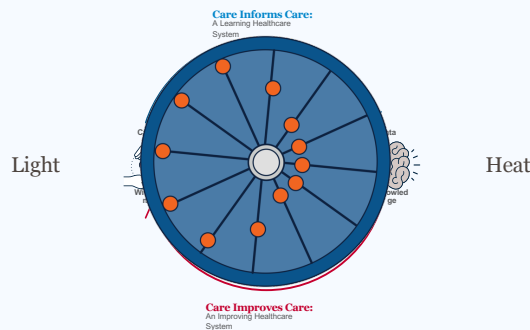 Care Informs Care:
A Learning Healthcare
System
Light
Heat
Care Improves Care:
An Improving Healthcare
System